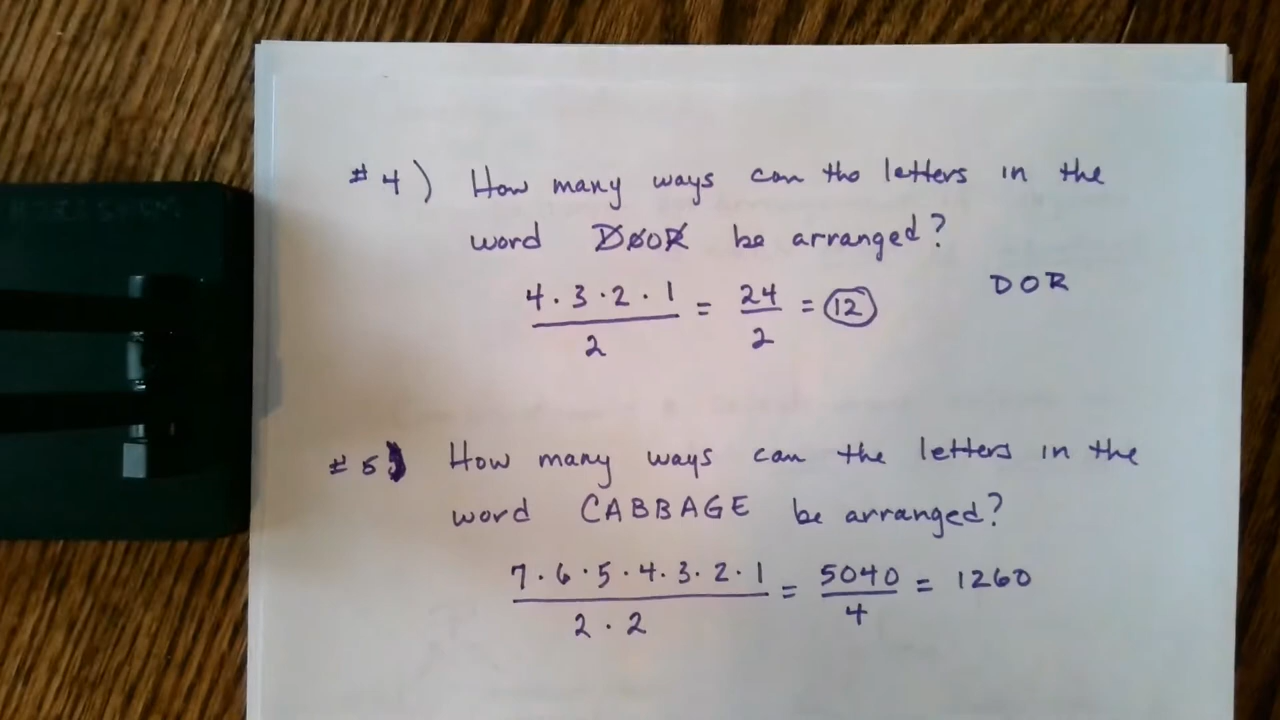 #4) How many ways can the letters in the
word DOOR be arranged?
4·3·2·1 / 2 = 24 / 2 = 12
DOR
#5) How many ways can the letters in the
word CABBAGE be arranged?
7·6·5·4·3·2·1 / 2·2 = 5040 / 4 = 1260